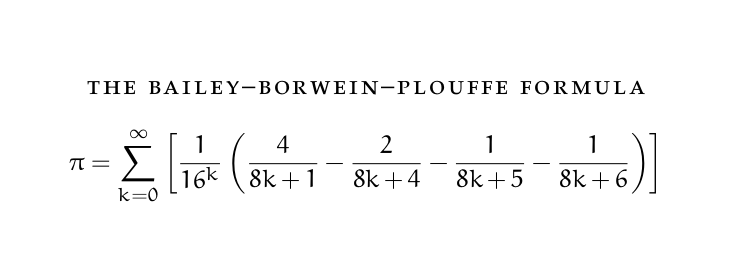 THE BAILEY–BORWEIN–PLOUFFE FORMULA
π = ∑_{k=0}^{∞} [ 1/16^k ( 4/(8k+1) − 2/(8k+4) − 1/(8k+5) − 1/(8k+6) ) ]